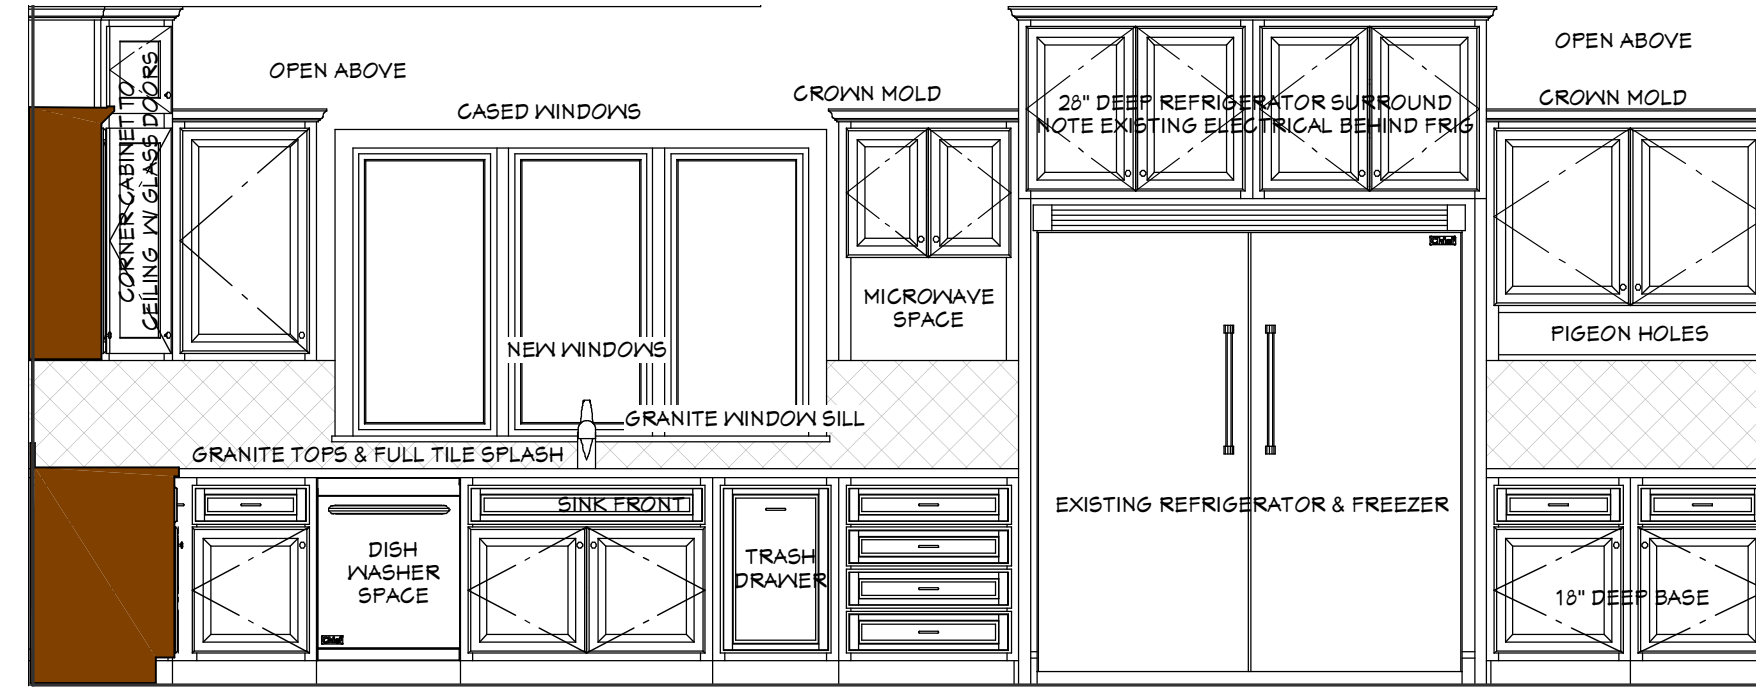 OPEN ABOVE
CORNER CABINET TO
CEILING W/ GLASS DOORS
CASED WINDOWS
CROWN MOLD
28" DEEP REFRIGERATOR SURROUND
NOTE EXISTING ELECTRICAL BEHIND FRIG
OPEN ABOVE
CROWN MOLD
MICROWAVE
SPACE
PIGEON HOLES
NEW WINDOWS
GRANITE WINDOW SILL
GRANITE TOPS & FULL TILE SPLASH
SINK FRONT
EXISTING REFRIGERATOR & FREEZER
DISH
WASHER
SPACE
TRASH
DRAWER
18" DEEP BASE